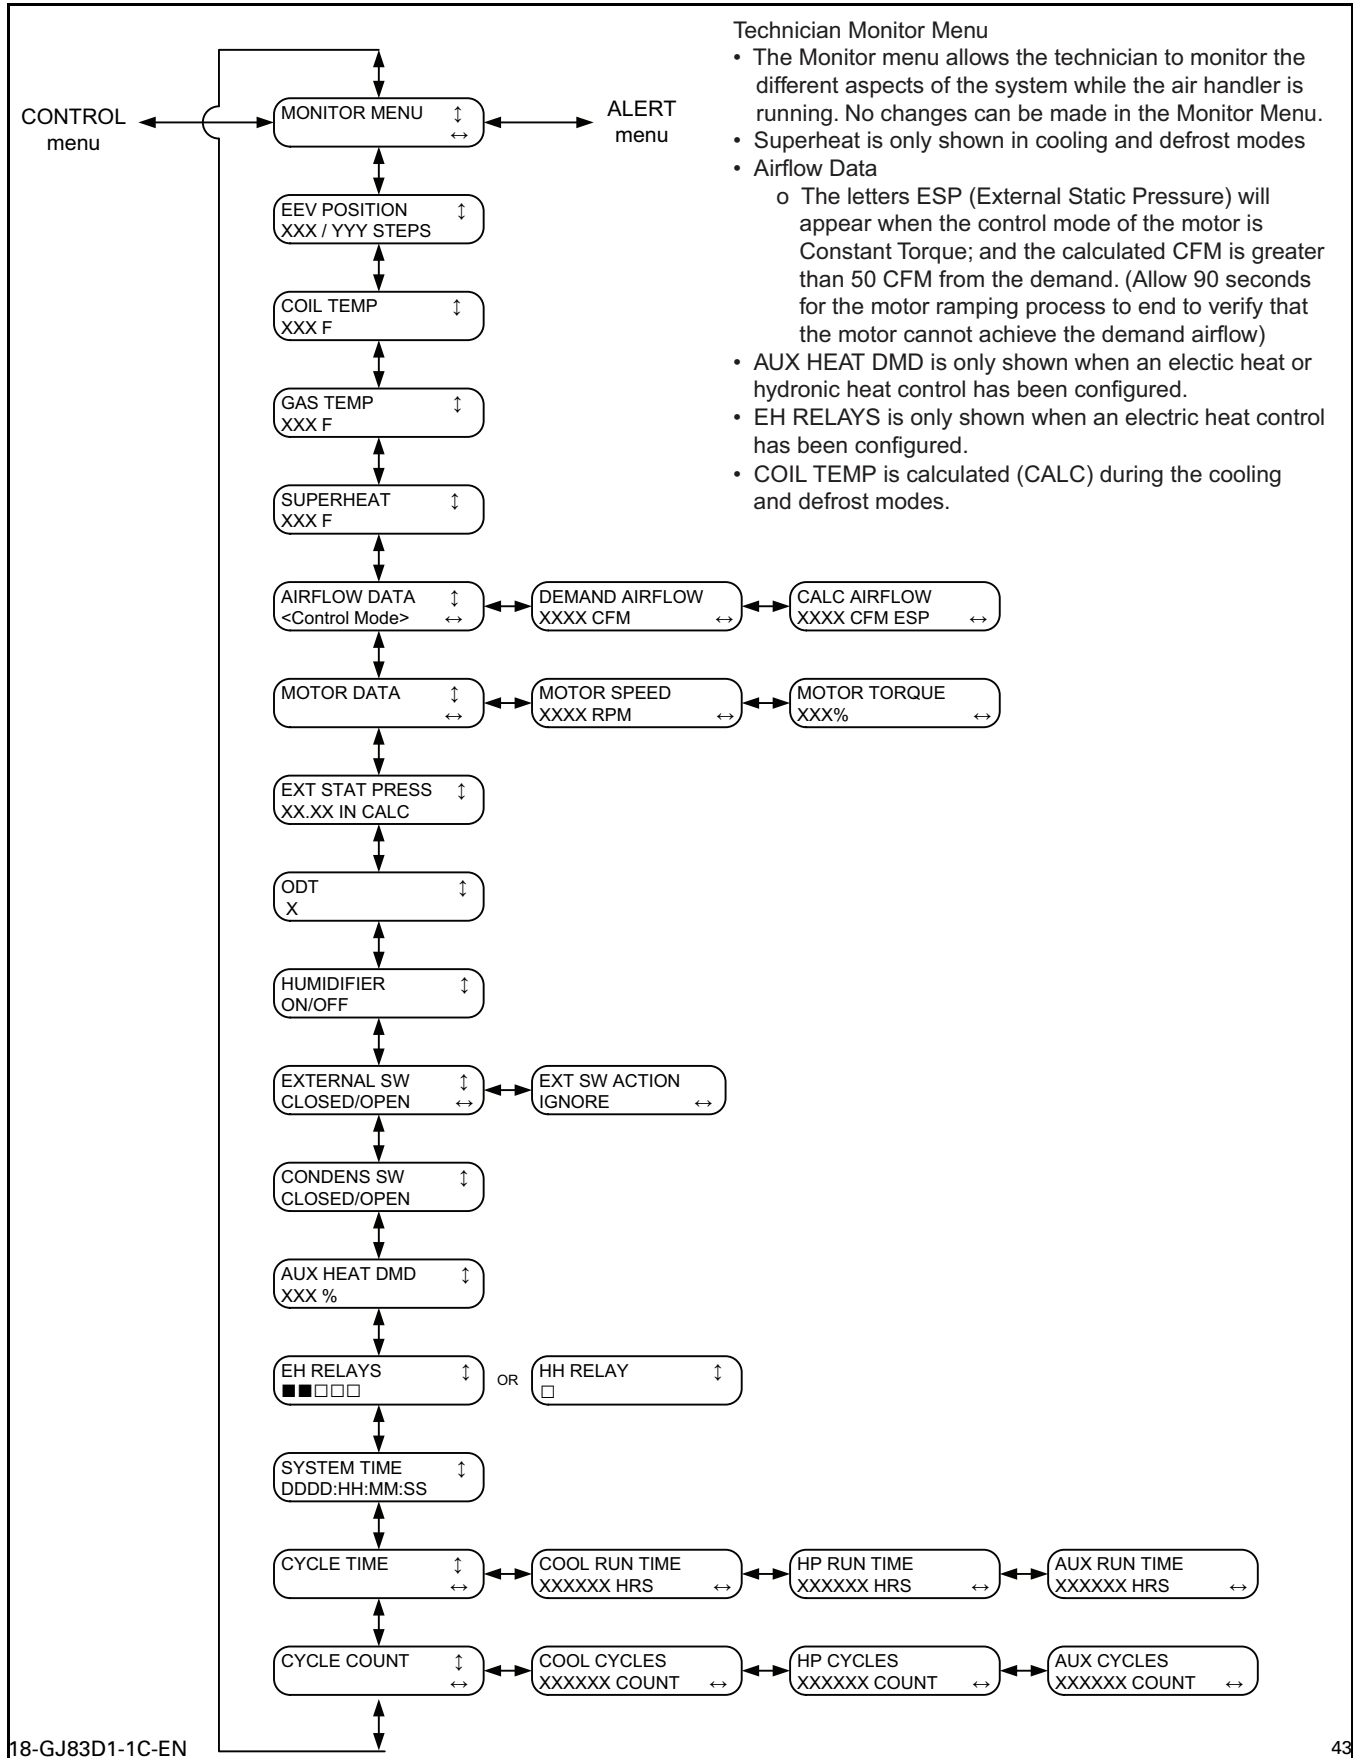 Technician Monitor Menu
• The Monitor menu allows the technician to monitor the
different aspects of the system while the air handler is
running. No changes can be made in the Monitor Menu.
• Superheat is only shown in cooling and defrost modes
• Airflow Data
o The letters ESP (External Static Pressure) will
appear when the control mode of the motor is
Constant Torque; and the calculated CFM is greater
than 50 CFM from the demand. (Allow 90 seconds
for the motor ramping process to end to verify that
the motor cannot achieve the demand airflow)
• AUX HEAT DMD is only shown when an electic heat or
hydronic heat control has been configured.
• EH RELAYS is only shown when an electric heat control
has been configured.
• COIL TEMP is calculated (CALC) during the cooling
and defrost modes.
CONTROL
menu
MONITOR MENU ↕
↔
ALERT
menu
EEV POSITION ↕
XXX / YYY STEPS
COIL TEMP ↕
XXX F
GAS TEMP ↕
XXX F
SUPERHEAT ↕
XXX F
AIRFLOW DATA ↕
<Control Mode> ↔
DEMAND AIRFLOW
XXXX CFM ↔
CALC AIRFLOW
XXXX CFM ESP ↔
MOTOR DATA ↕
↔
MOTOR SPEED
XXXX RPM ↔
MOTOR TORQUE
XXX% ↔
EXT STAT PRESS ↕
XX.XX IN CALC
ODT ↕
X
HUMIDIFIER ↕
ON/OFF
EXTERNAL SW ↕
CLOSED/OPEN ↔
EXT SW ACTION
IGNORE ↔
CONDENS SW ↕
CLOSED/OPEN
AUX HEAT DMD ↕
XXX %
EH RELAYS ↕
■■□□□
OR
HH RELAY ↕
□
SYSTEM TIME ↕
DDDD:HH:MM:SS
CYCLE TIME ↕
↔
COOL RUN TIME
XXXXXX HRS ↔
HP RUN TIME
XXXXXX HRS ↔
AUX RUN TIME
XXXXXX HRS ↔
CYCLE COUNT ↕
↔
COOL CYCLES
XXXXXX COUNT ↔
HP CYCLES
XXXXXX COUNT ↔
AUX CYCLES
XXXXXX COUNT ↔
18-GJ83D1-1C-EN
43